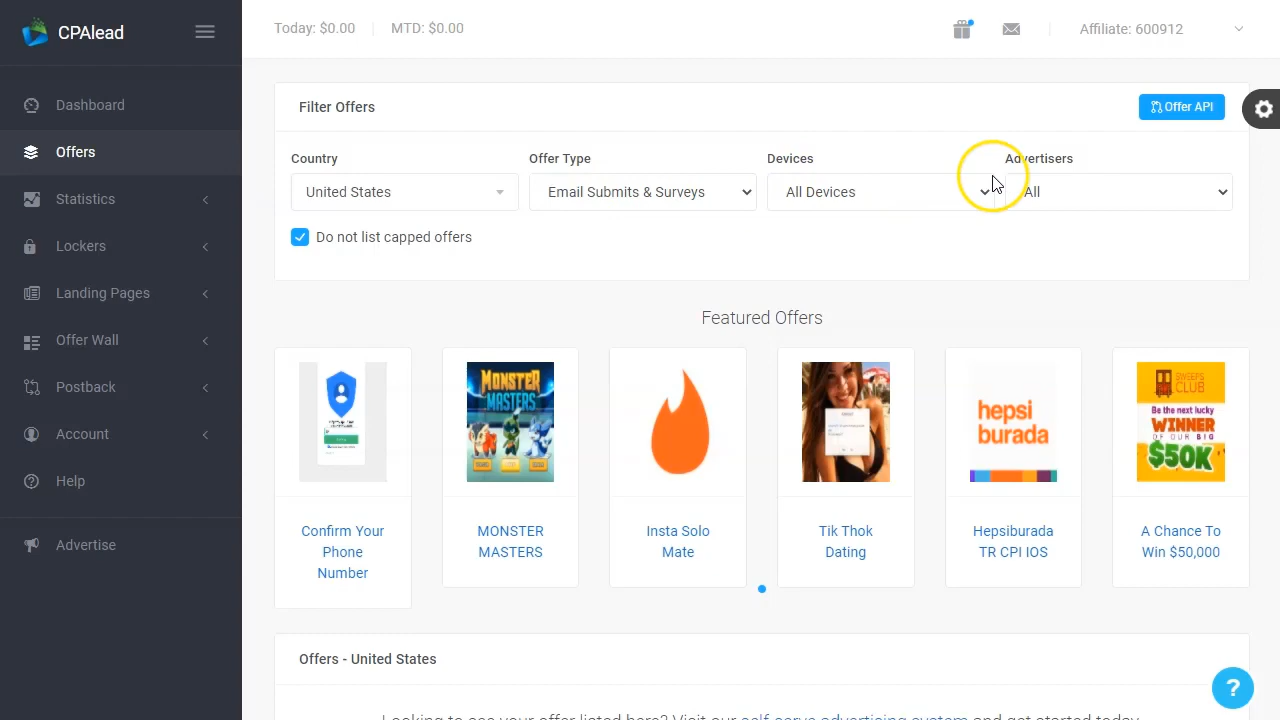 CPAlead
Today: $0.00
MTD: $0.00
Affiliate: 600912
Dashboard
Offers
Statistics
Lockers
Landing Pages
Offer Wall
Postback
Account
Help
Advertise
Filter Offers
Offer API
Country
Offer Type
Devices
Advertisers
United States
Email Submits & Surveys
All Devices
All
Do not list capped offers
Featured Offers
MONSTER
MASTERS
hepsi
burada
SWEEPS
CLUB
Be the next lucky
WINNER
OF OUR BIG
$50K
Confirm Your
Phone
Number
MONSTER
MASTERS
Insta Solo
Mate
Tik Thok
Dating
Hepsiburada
TR CPI IOS
A Chance To
Win $50,000
Offers - United States
Looking to see your offer listed here? Visit our self-serve advertising system and get started today.
?